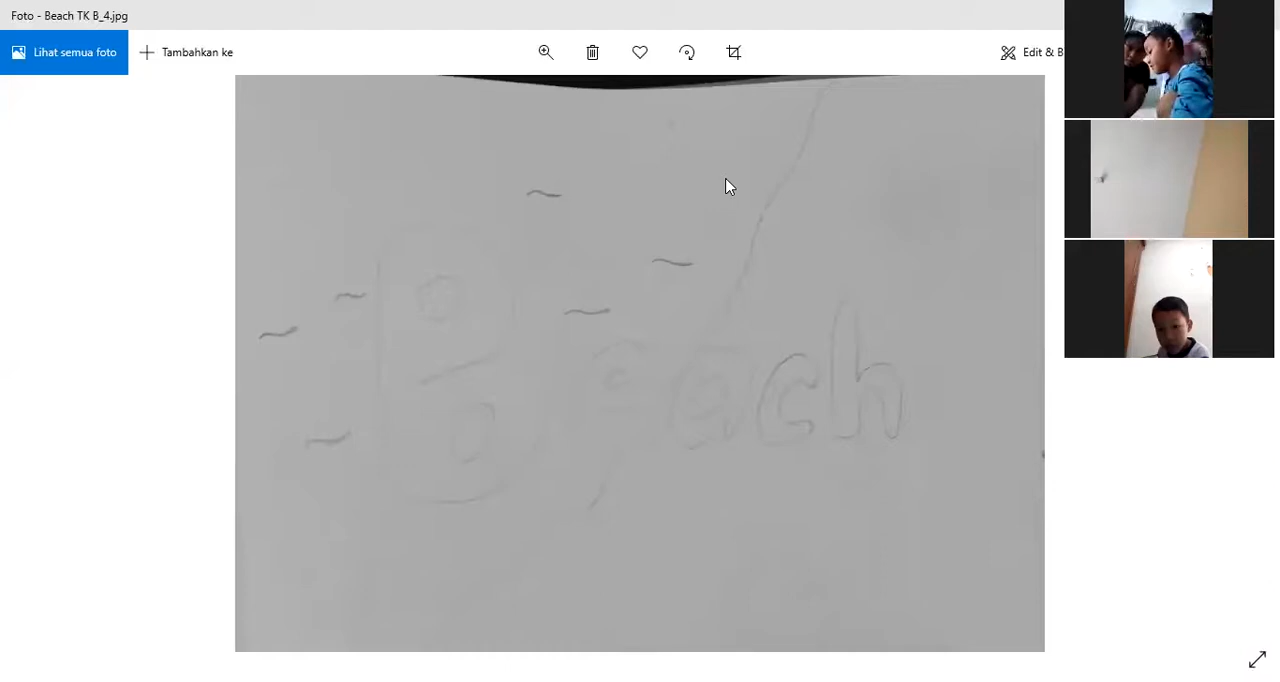 Foto - Beach TK B_4.jpg
Lihat semua foto
Tambahkan ke
Edit & B
Beach